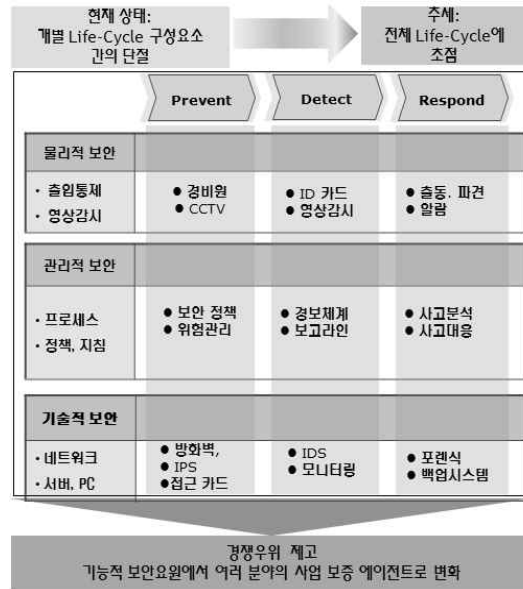 현재 상태:
개별 Life-Cycle 구성요소
간의 단절
추세:
전체 Life-Cycle에
초점
Prevent
Detect
Respond
물리적 보안
• 출입통제
• 영상감시
● 경비원
● CCTV
● ID 카드
● 영상감시
● 출동, 파견
● 알람
관리적 보안
• 프로세스
• 정책, 지침
● 보안 정책
● 위험관리
● 경보체계
● 보고라인
● 사고분석
● 사고대응
기술적 보안
• 네트워크
• 서버, PC
● 방화벽,
● IPS
●접근 카드
● IDS
● 모니터링
● 포렌식
● 백업시스템
경쟁우위 제고
기능적 보안요원에서 여러 분야의 사업 보증 에이전트로 변화